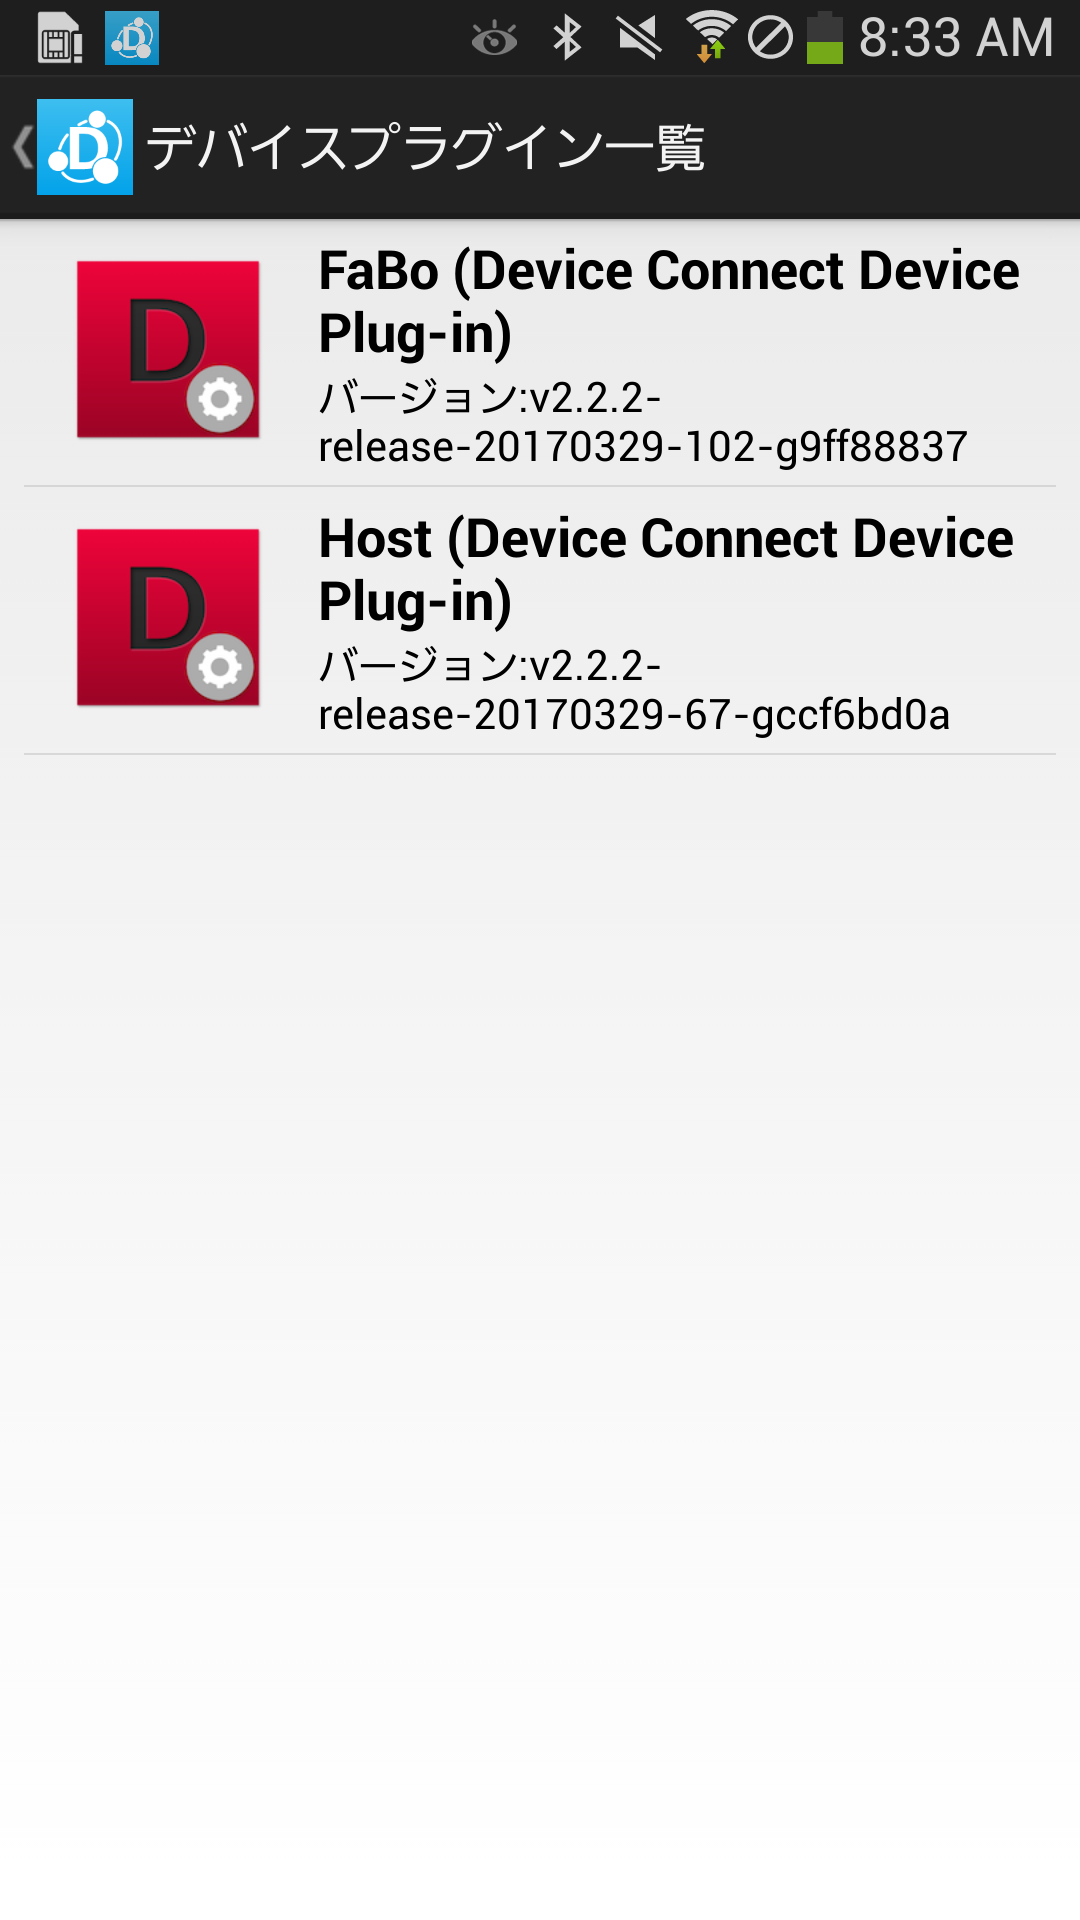 8:33 AM
デバイスプラグイン一覧
FaBo (Device Connect Device
Plug-in)
バージョン:v2.2.2-
release-20170329-102-g9ff88837
Host (Device Connect Device
Plug-in)
バージョン:v2.2.2-
release-20170329-67-gccf6bd0a